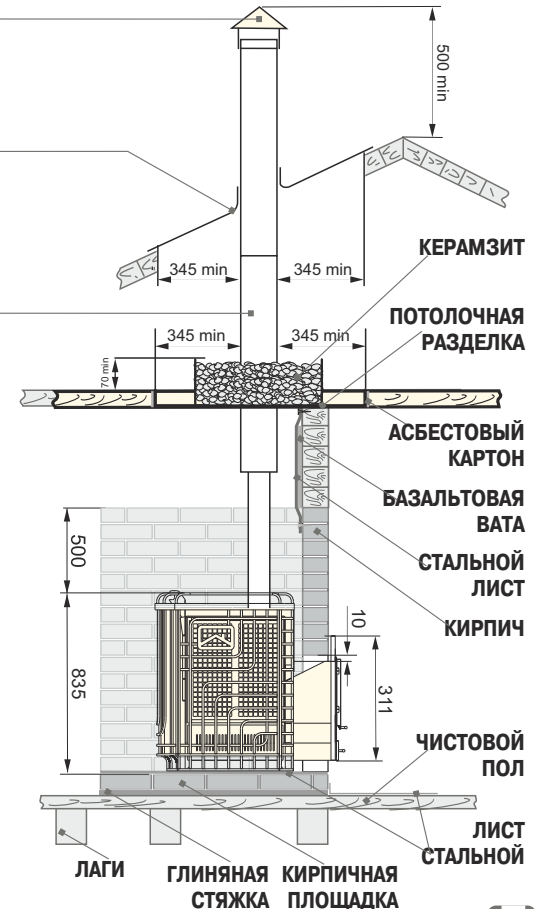 500 min
КЕРАМЗИТ
345 min
345 min
ПОТОЛОЧНАЯ
РАЗДЕЛКА
345 min
345 min
70 min
АСБЕСТОВЫЙ
КАРТОН
БАЗАЛЬТОВАЯ
ВАТА
СТАЛЬНОЙ
ЛИСТ
КИРПИЧ
500
10
835
311
ЧИСТОВОЙ
ПОЛ
ЛИСТ
СТАЛЬНОЙ
ЛАГИ
ГЛИНЯНАЯ
СТЯЖКА
КИРПИЧНАЯ
ПЛОЩАДКА